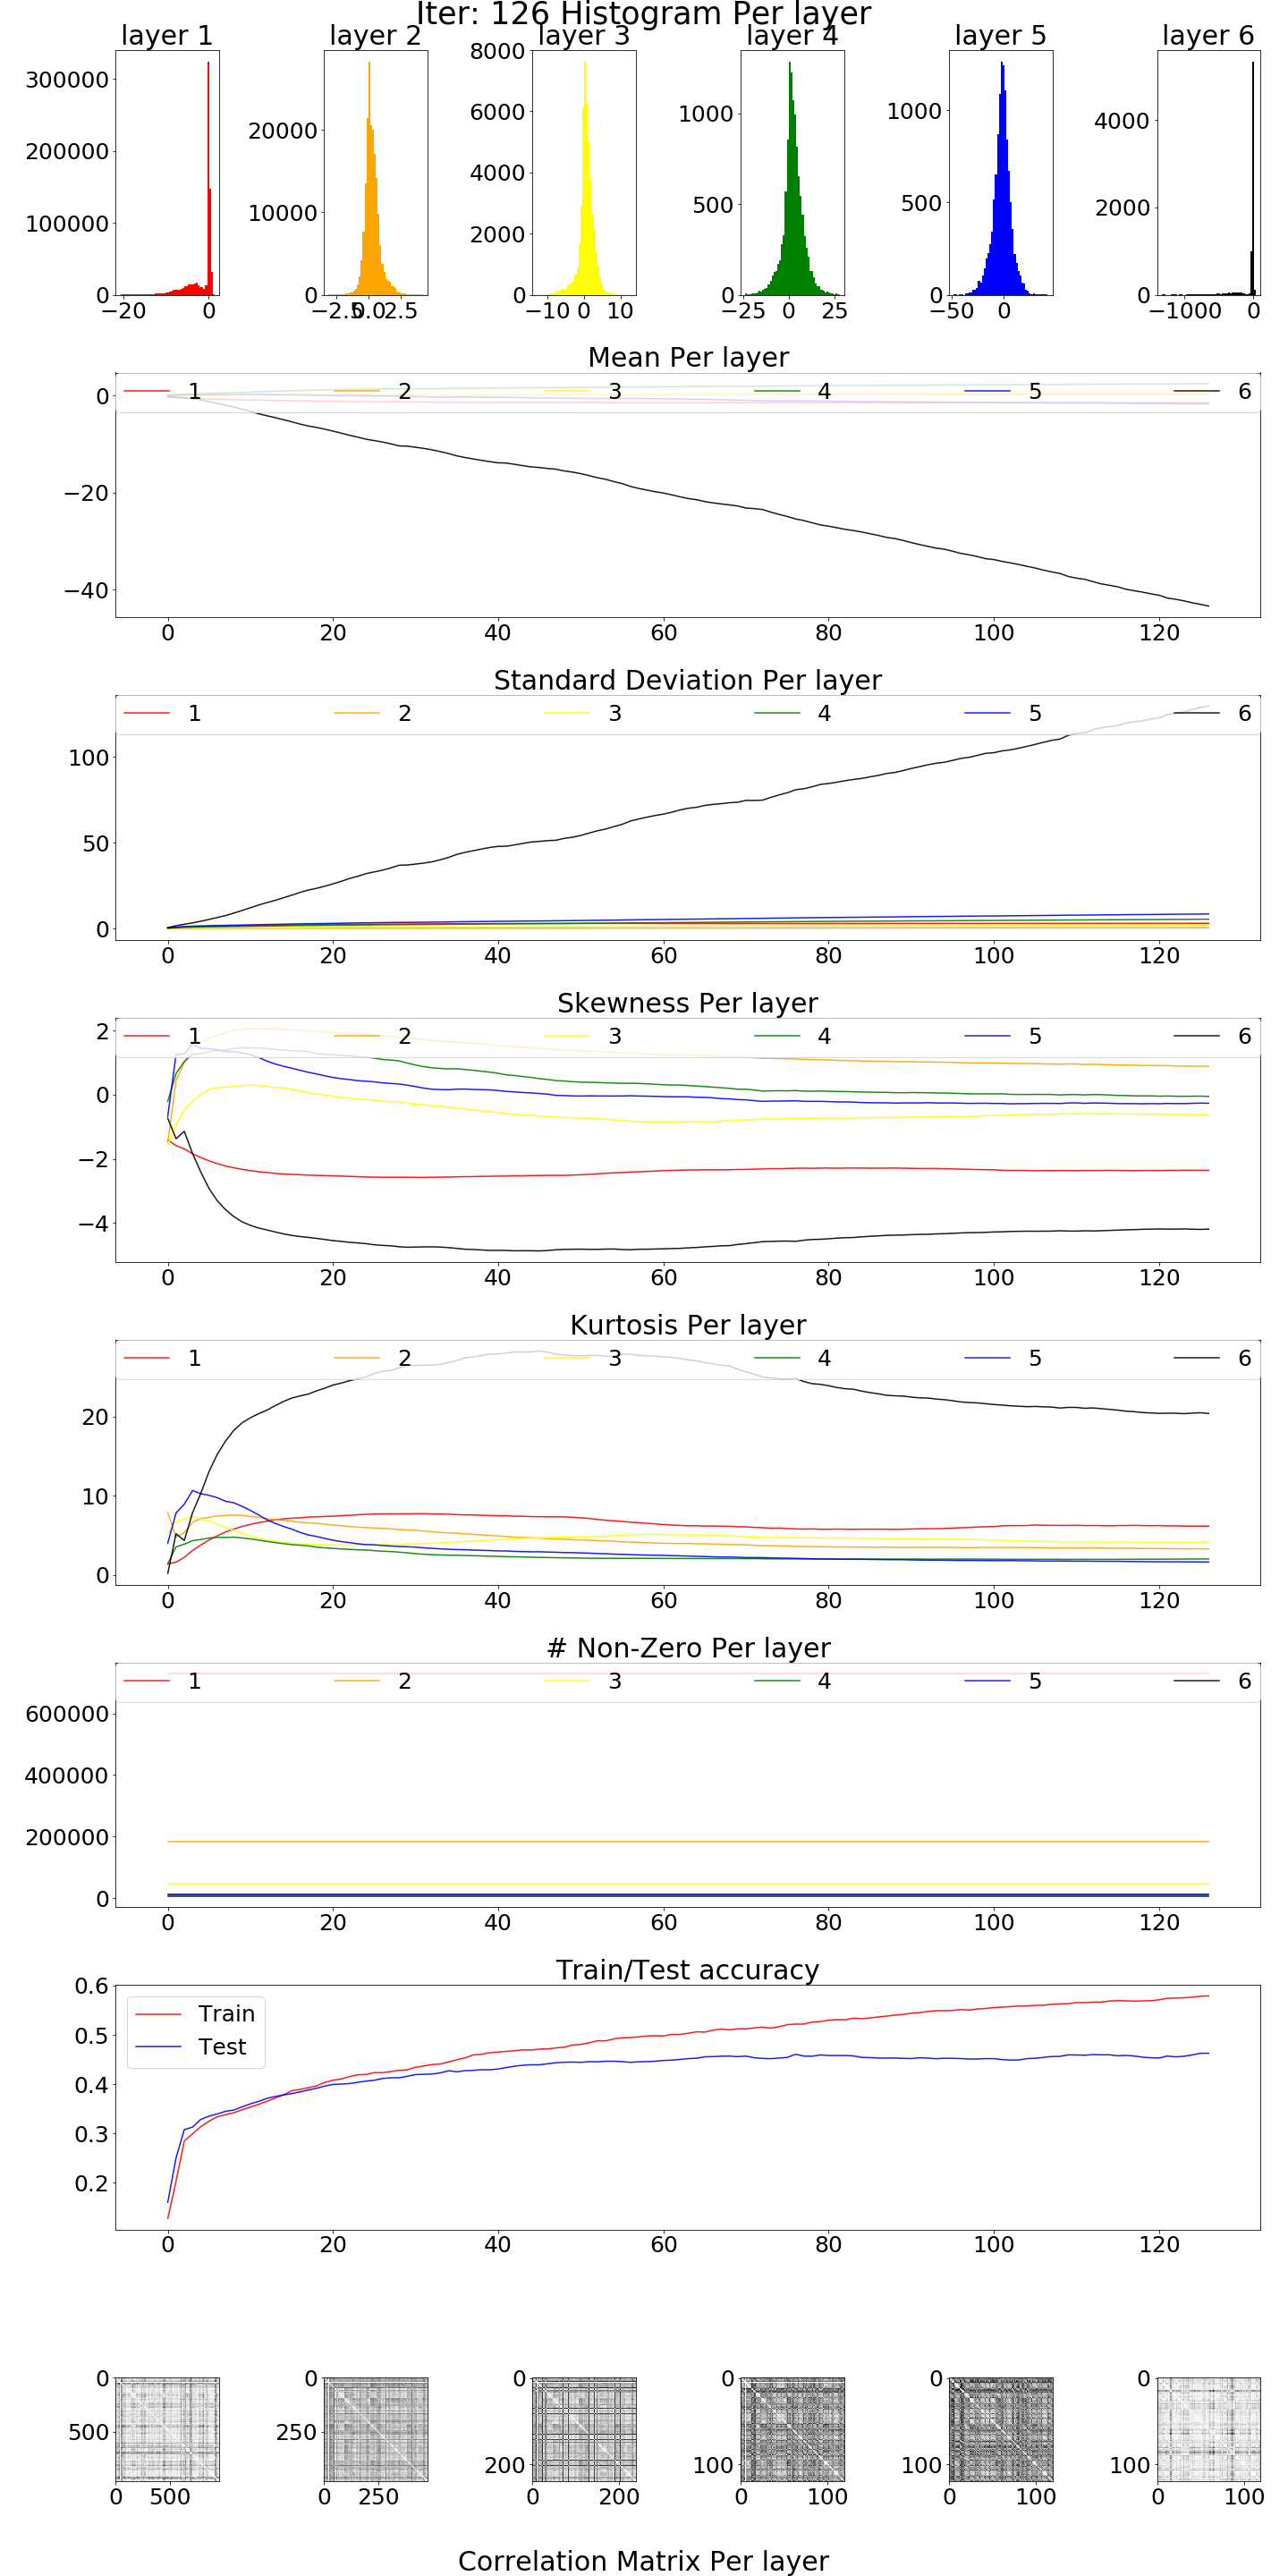 Iter: 126 Histogram Per layer
layer 1 layer 2 layer 3 layer 4 layer 5 layer 6
300000 200000 100000 0
−20 0
20000 10000 0
−2.5 0.0 2.5
8000 6000 4000 2000 0
−10 0 10
1000 500 0
−25 0 25
1000 500 0
−50 0
4000 2000 0
−1000 0
Mean Per layer
1 2 3 4 5 6
0 −20 −40
0 20 40 60 80 100 120
Standard Deviation Per layer
1 2 3 4 5 6
100 50 0
0 20 40 60 80 100 120
Skewness Per layer
1 2 3 4 5 6
2 0 −2 −4
0 20 40 60 80 100 120
Kurtosis Per layer
1 2 3 4 5 6
20 10 0
0 20 40 60 80 100 120
# Non-Zero Per layer
1 2 3 4 5 6
600000 400000 200000 0
0 20 40 60 80 100 120
Train/Test accuracy
Train
Test
0.6 0.5 0.4 0.3 0.2
0 20 40 60 80 100 120
0 500
0 500
0 250
0 250
0 200
0 200
0 100
0 100
0 100
0 100
0 100
0 100
Correlation Matrix Per layer